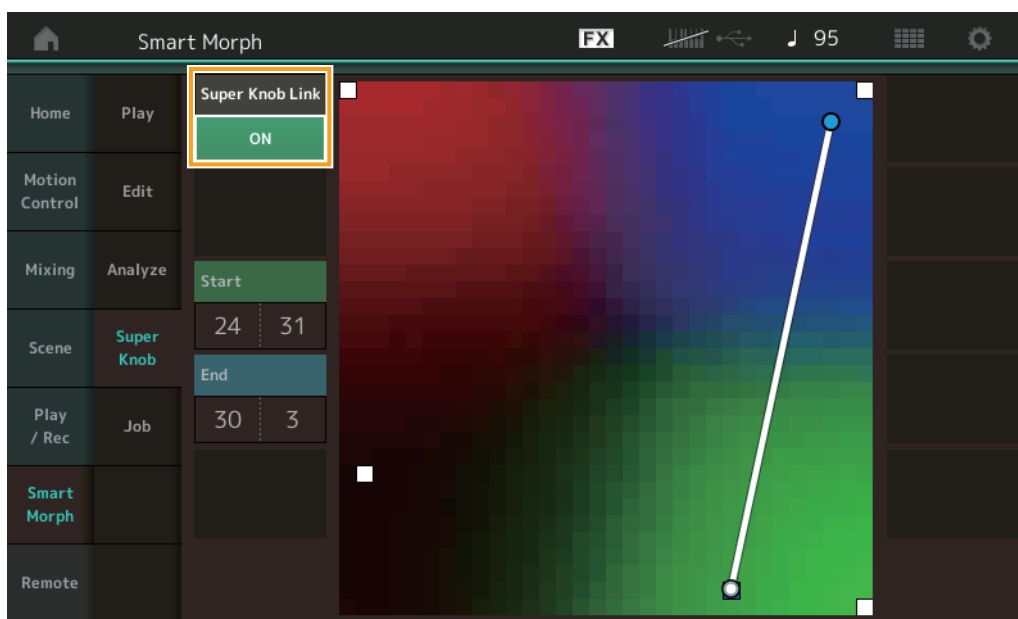 Smart Morph
FX
♩ 95
Home
Play
Super Knob Link
ON
Motion
Control
Edit
Mixing
Analyze
Start
24 31
Scene
Super
Knob
End
30 3
Play
/ Rec
Job
Smart
Morph
Remote